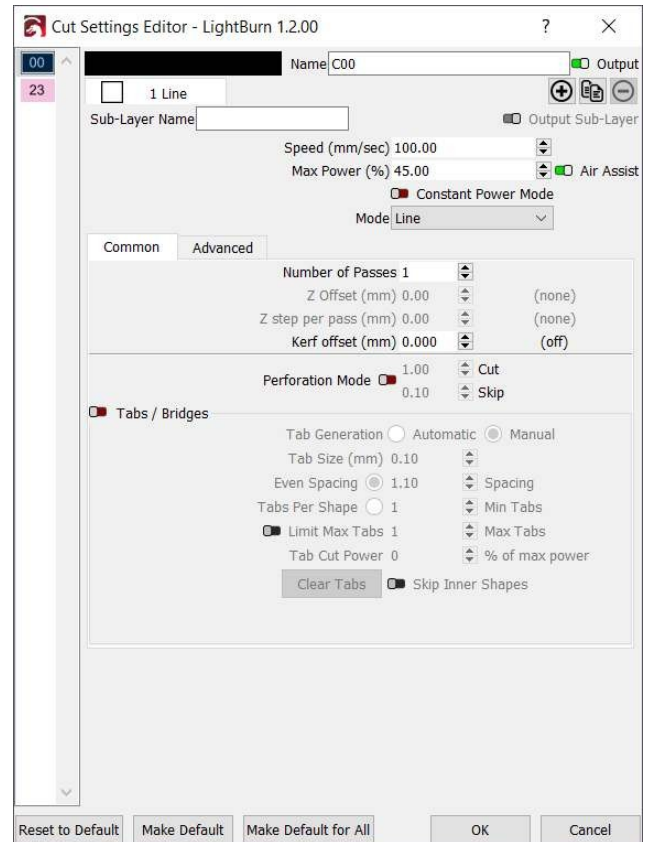 Cut Settings Editor - LightBurn 1.2.00 ?
00 Name C00 Output
23 1 Line
Sub-Layer Name Output Sub-Layer
Speed (mm/sec) 100.00
Max Power (%) 45.00 Air Assist
Constant Power Mode
Mode Line
Common Advanced
Number of Passes 1
Z Offset (mm) 0.00 (none)
Z step per pass (mm) 0.00 (none)
Kerf offset (mm) 0.000 (off)
Perforation Mode 1.00 Cut
0.10 Skip
Tabs / Bridges
Tab Generation Automatic Manual
Tab Size (mm) 0.10
Even Spacing 1.10 Spacing
Tabs Per Shape 1 Min Tabs
Limit Max Tabs 1 Max Tabs
Tab Cut Power 0 % of max power
Clear Tabs Skip Inner Shapes
Reset to Default Make Default Make Default for All OK Cancel